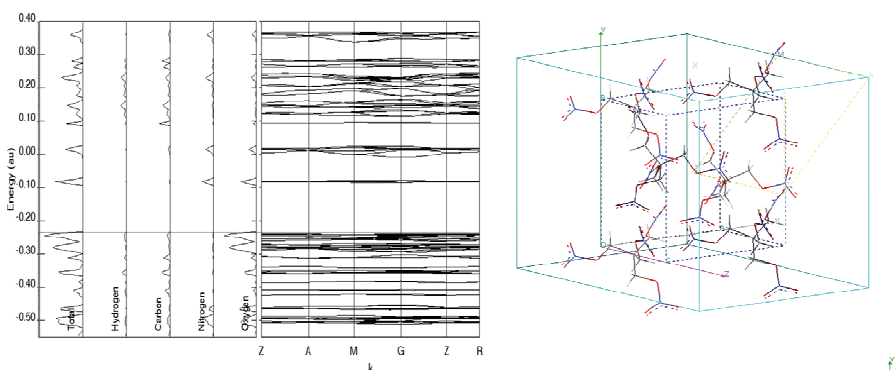 0.40
0.30
0.20
0.10
0.00
-0.10
-0.20
-0.30
-0.40
-0.50
Energy (au)
Total
Hydrogen
Carbon
Nitrogen
Oxygen
Z A M G Z R
k
Y
Z
Y